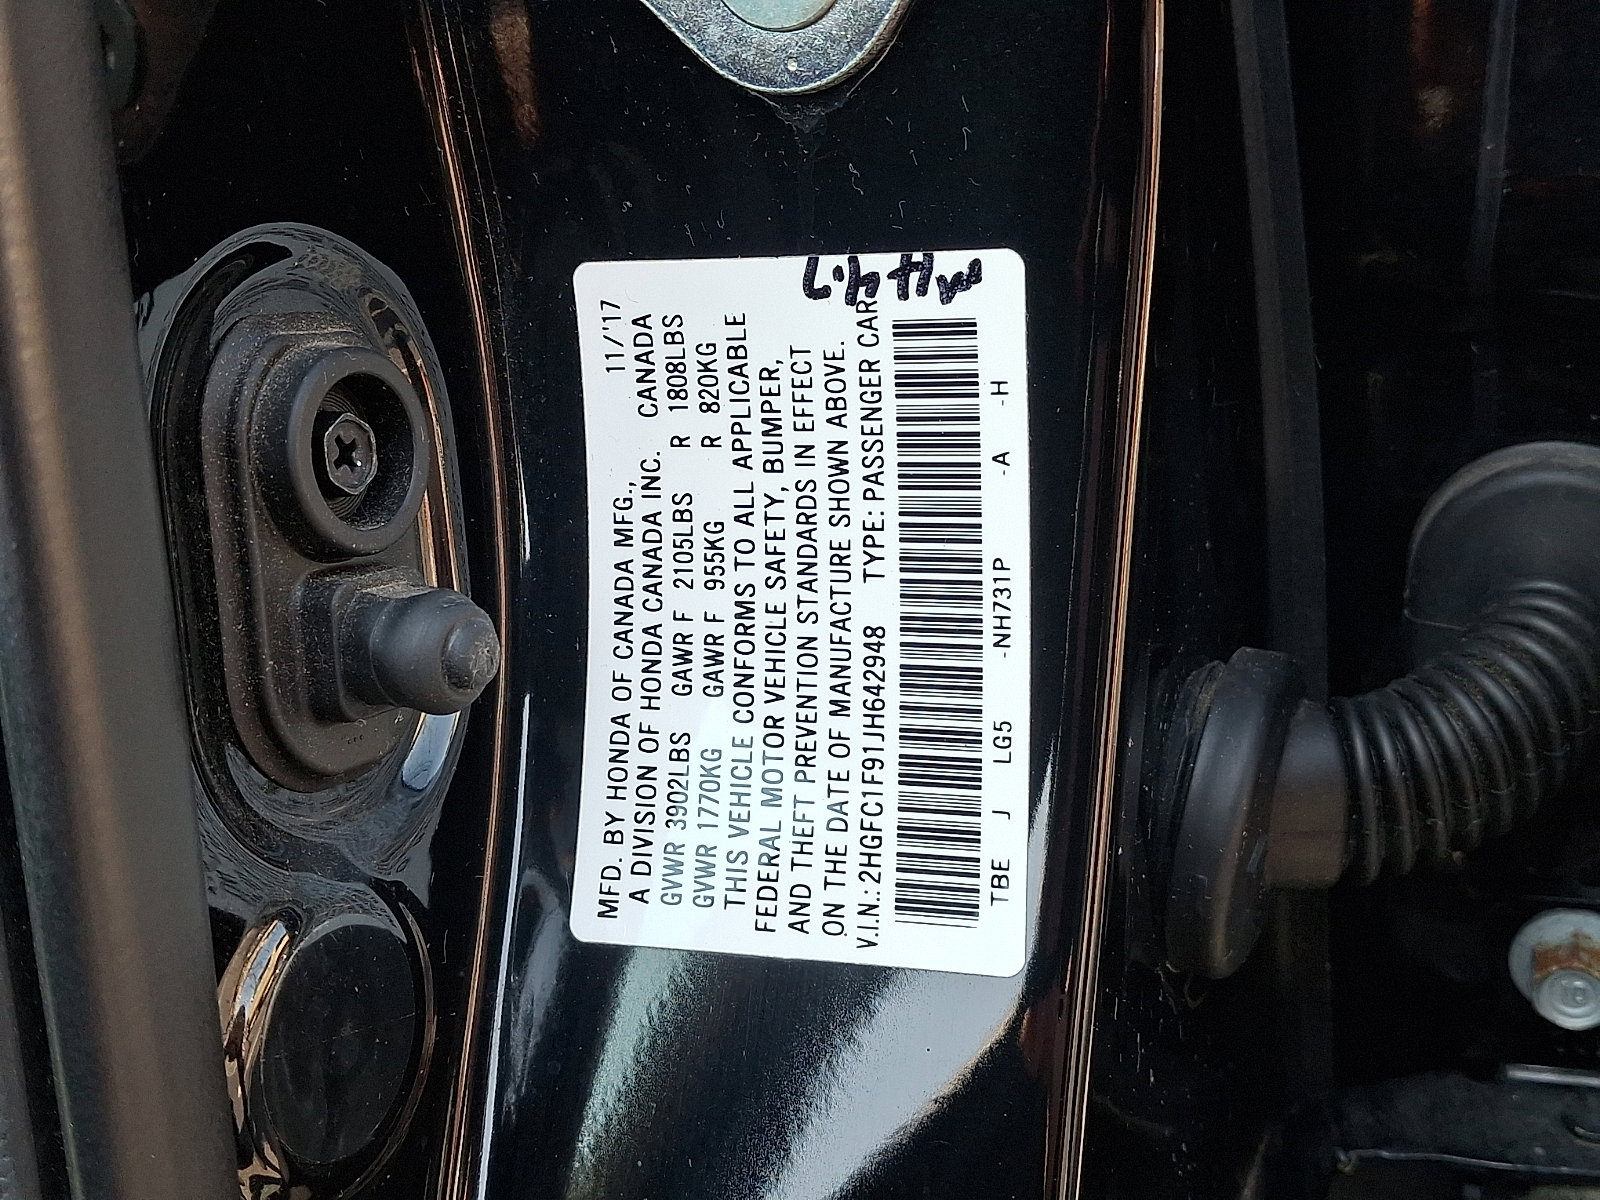 MFD. BY HONDA OF CANADA MFG., 11/'17
A DIVISION OF HONDA CANADA INC. CANADA
GVWR 3902LBS GAWR F 2105LBS R 1808LBS
GVWR 1770KG GAWR F 955KG R 820KG
THIS VEHICLE CONFORMS TO ALL APPLICABLE
FEDERAL MOTOR VEHICLE SAFETY, BUMPER,
AND THEFT PREVENTION STANDARDS IN EFFECT
ON THE DATE OF MANUFACTURE SHOWN ABOVE.
V.I.N.: 2HGFC1F91JH642948 TYPE: PASSENGER CAR
TBE J LG5 -NH731P -A -H